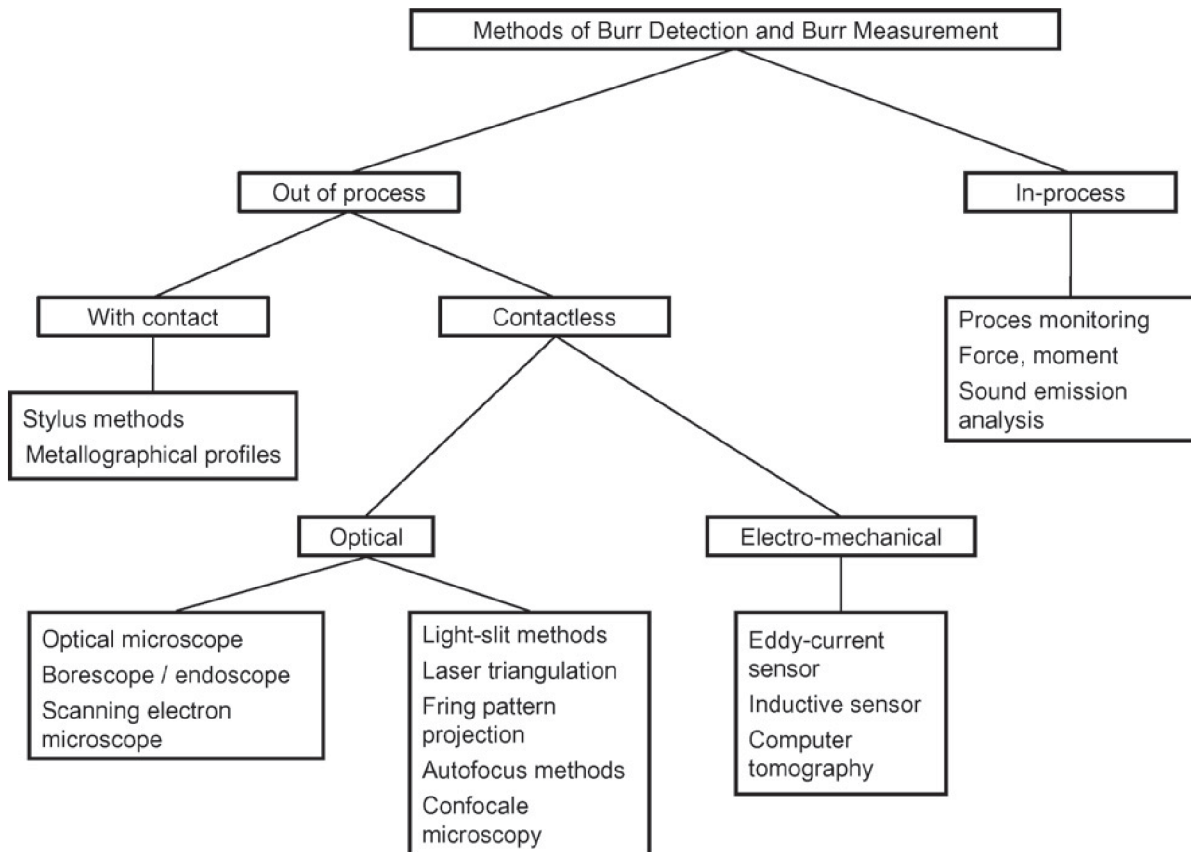 Methods of Burr Detection and Burr Measurement
Out of process
In-process
With contact
Contactless
Proces monitoring
Force, moment
Sound emission
analysis
Stylus methods
Metallographical profiles
Optical
Electro-mechanical
Optical microscope
Borescope / endoscope
Scanning electron
microscope
Light-slit methods
Laser triangulation
Fring pattern
projection
Autofocus methods
Confocale
microscopy
Eddy-current
sensor
Inductive sensor
Computer
tomography